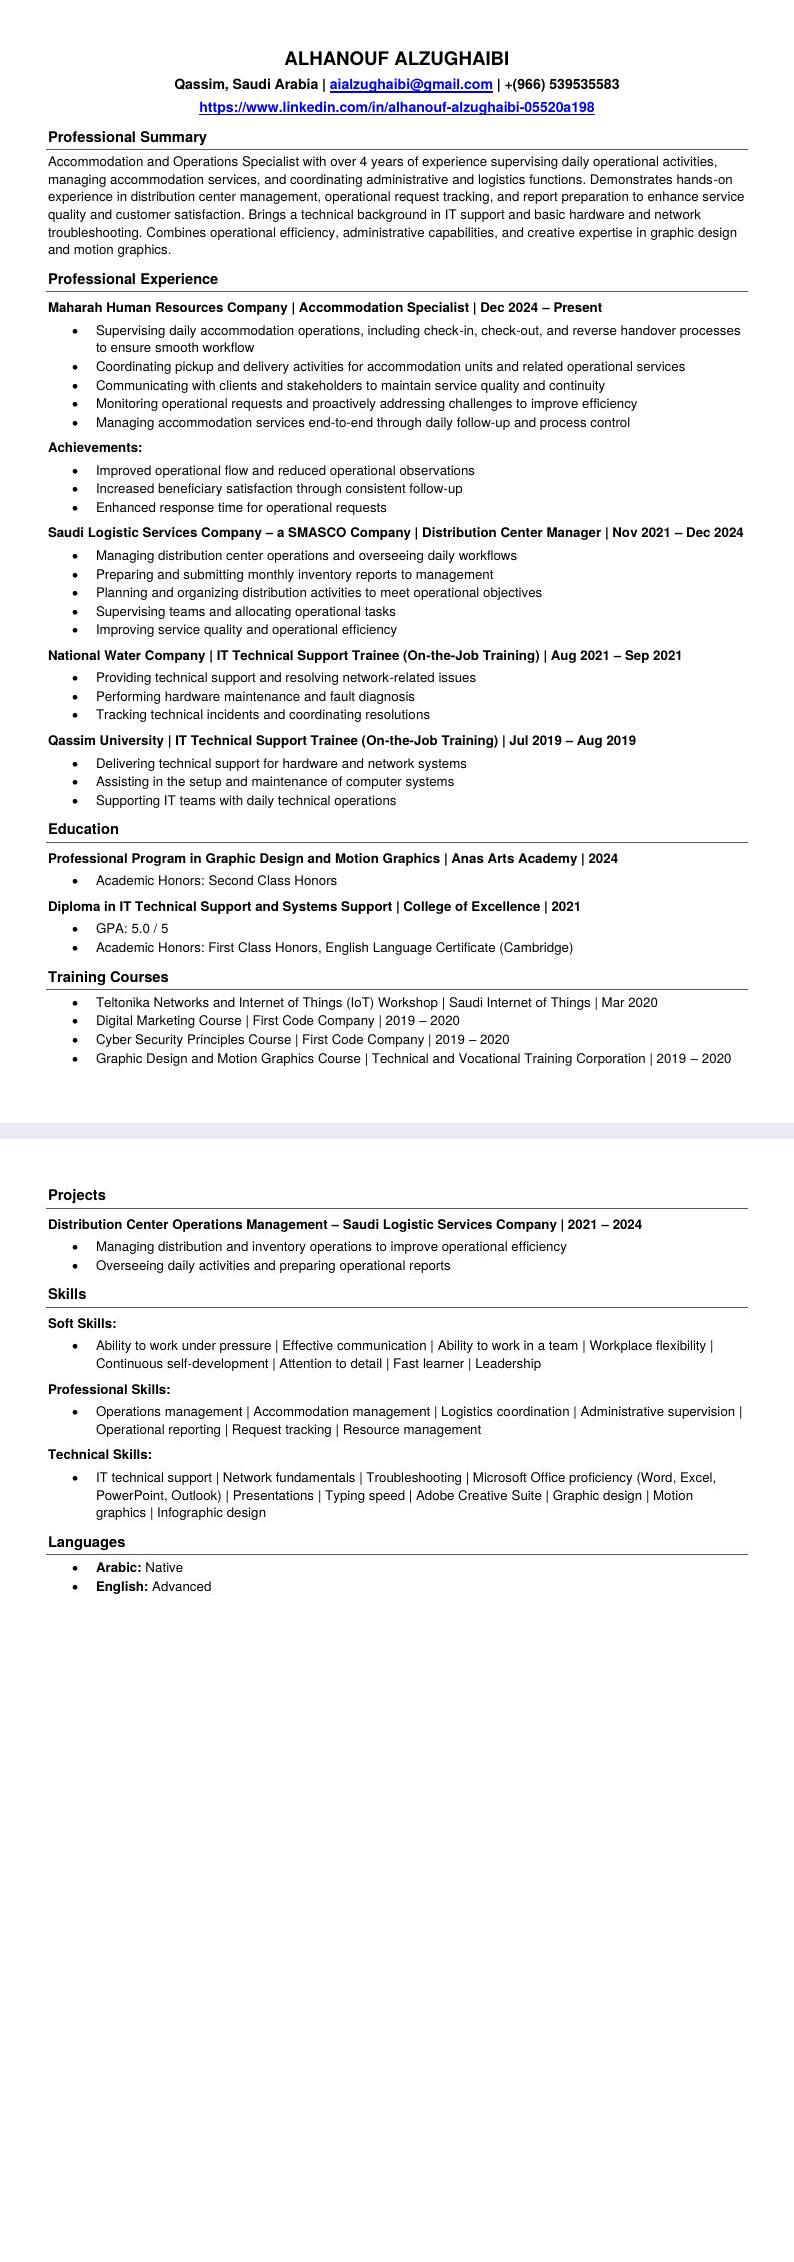 ALHANOUF ALZUGHAIBI
Qassim, Saudi Arabia | aialzughaibi@gmail.com | +(966) 539535583
https://www.linkedin.com/in/alhanouf-alzughaibi-05520a198
Professional Summary
Accommodation and Operations Specialist with over 4 years of experience supervising daily operational activities,
managing accommodation services, and coordinating administrative and logistics functions. Demonstrates hands-on
experience in distribution center management, operational request tracking, and report preparation to enhance service
quality and customer satisfaction. Brings a technical background in IT support and basic hardware and network
troubleshooting. Combines operational efficiency, administrative capabilities, and creative expertise in graphic design
and motion graphics.
Professional Experience
Maharah Human Resources Company | Accommodation Specialist | Dec 2024 – Present
• Supervising daily accommodation operations, including check-in, check-out, and reverse handover processes
to ensure smooth workflow
• Coordinating pickup and delivery activities for accommodation units and related operational services
• Communicating with clients and stakeholders to maintain service quality and continuity
• Monitoring operational requests and proactively addressing challenges to improve efficiency
• Managing accommodation services end-to-end through daily follow-up and process control
Achievements:
• Improved operational flow and reduced operational observations
• Increased beneficiary satisfaction through consistent follow-up
• Enhanced response time for operational requests
Saudi Logistic Services Company – a SMASCO Company | Distribution Center Manager | Nov 2021 – Dec 2024
• Managing distribution center operations and overseeing daily workflows
• Preparing and submitting monthly inventory reports to management
• Planning and organizing distribution activities to meet operational objectives
• Supervising teams and allocating operational tasks
• Improving service quality and operational efficiency
National Water Company | IT Technical Support Trainee (On-the-Job Training) | Aug 2021 – Sep 2021
• Providing technical support and resolving network-related issues
• Performing hardware maintenance and fault diagnosis
• Tracking technical incidents and coordinating resolutions
Qassim University | IT Technical Support Trainee (On-the-Job Training) | Jul 2019 – Aug 2019
• Delivering technical support for hardware and network systems
• Assisting in the setup and maintenance of computer systems
• Supporting IT teams with daily technical operations
Education
Professional Program in Graphic Design and Motion Graphics | Anas Arts Academy | 2024
• Academic Honors: Second Class Honors
Diploma in IT Technical Support and Systems Support | College of Excellence | 2021
• GPA: 5.0 / 5
• Academic Honors: First Class Honors, English Language Certificate (Cambridge)
Training Courses
• Teltonika Networks and Internet of Things (IoT) Workshop | Saudi Internet of Things | Mar 2020
• Digital Marketing Course | First Code Company | 2019 – 2020
• Cyber Security Principles Course | First Code Company | 2019 – 2020
• Graphic Design and Motion Graphics Course | Technical and Vocational Training Corporation | 2019 – 2020
Projects
Distribution Center Operations Management – Saudi Logistic Services Company | 2021 – 2024
• Managing distribution and inventory operations to improve operational efficiency
• Overseeing daily activities and preparing operational reports
Skills
Soft Skills:
• Ability to work under pressure | Effective communication | Ability to work in a team | Workplace flexibility |
Continuous self-development | Attention to detail | Fast learner | Leadership
Professional Skills:
• Operations management | Accommodation management | Logistics coordination | Administrative supervision |
Operational reporting | Request tracking | Resource management
Technical Skills:
• IT technical support | Network fundamentals | Troubleshooting | Microsoft Office proficiency (Word, Excel,
PowerPoint, Outlook) | Presentations | Typing speed | Adobe Creative Suite | Graphic design | Motion
graphics | Infographic design
Languages
• Arabic: Native
• English: Advanced